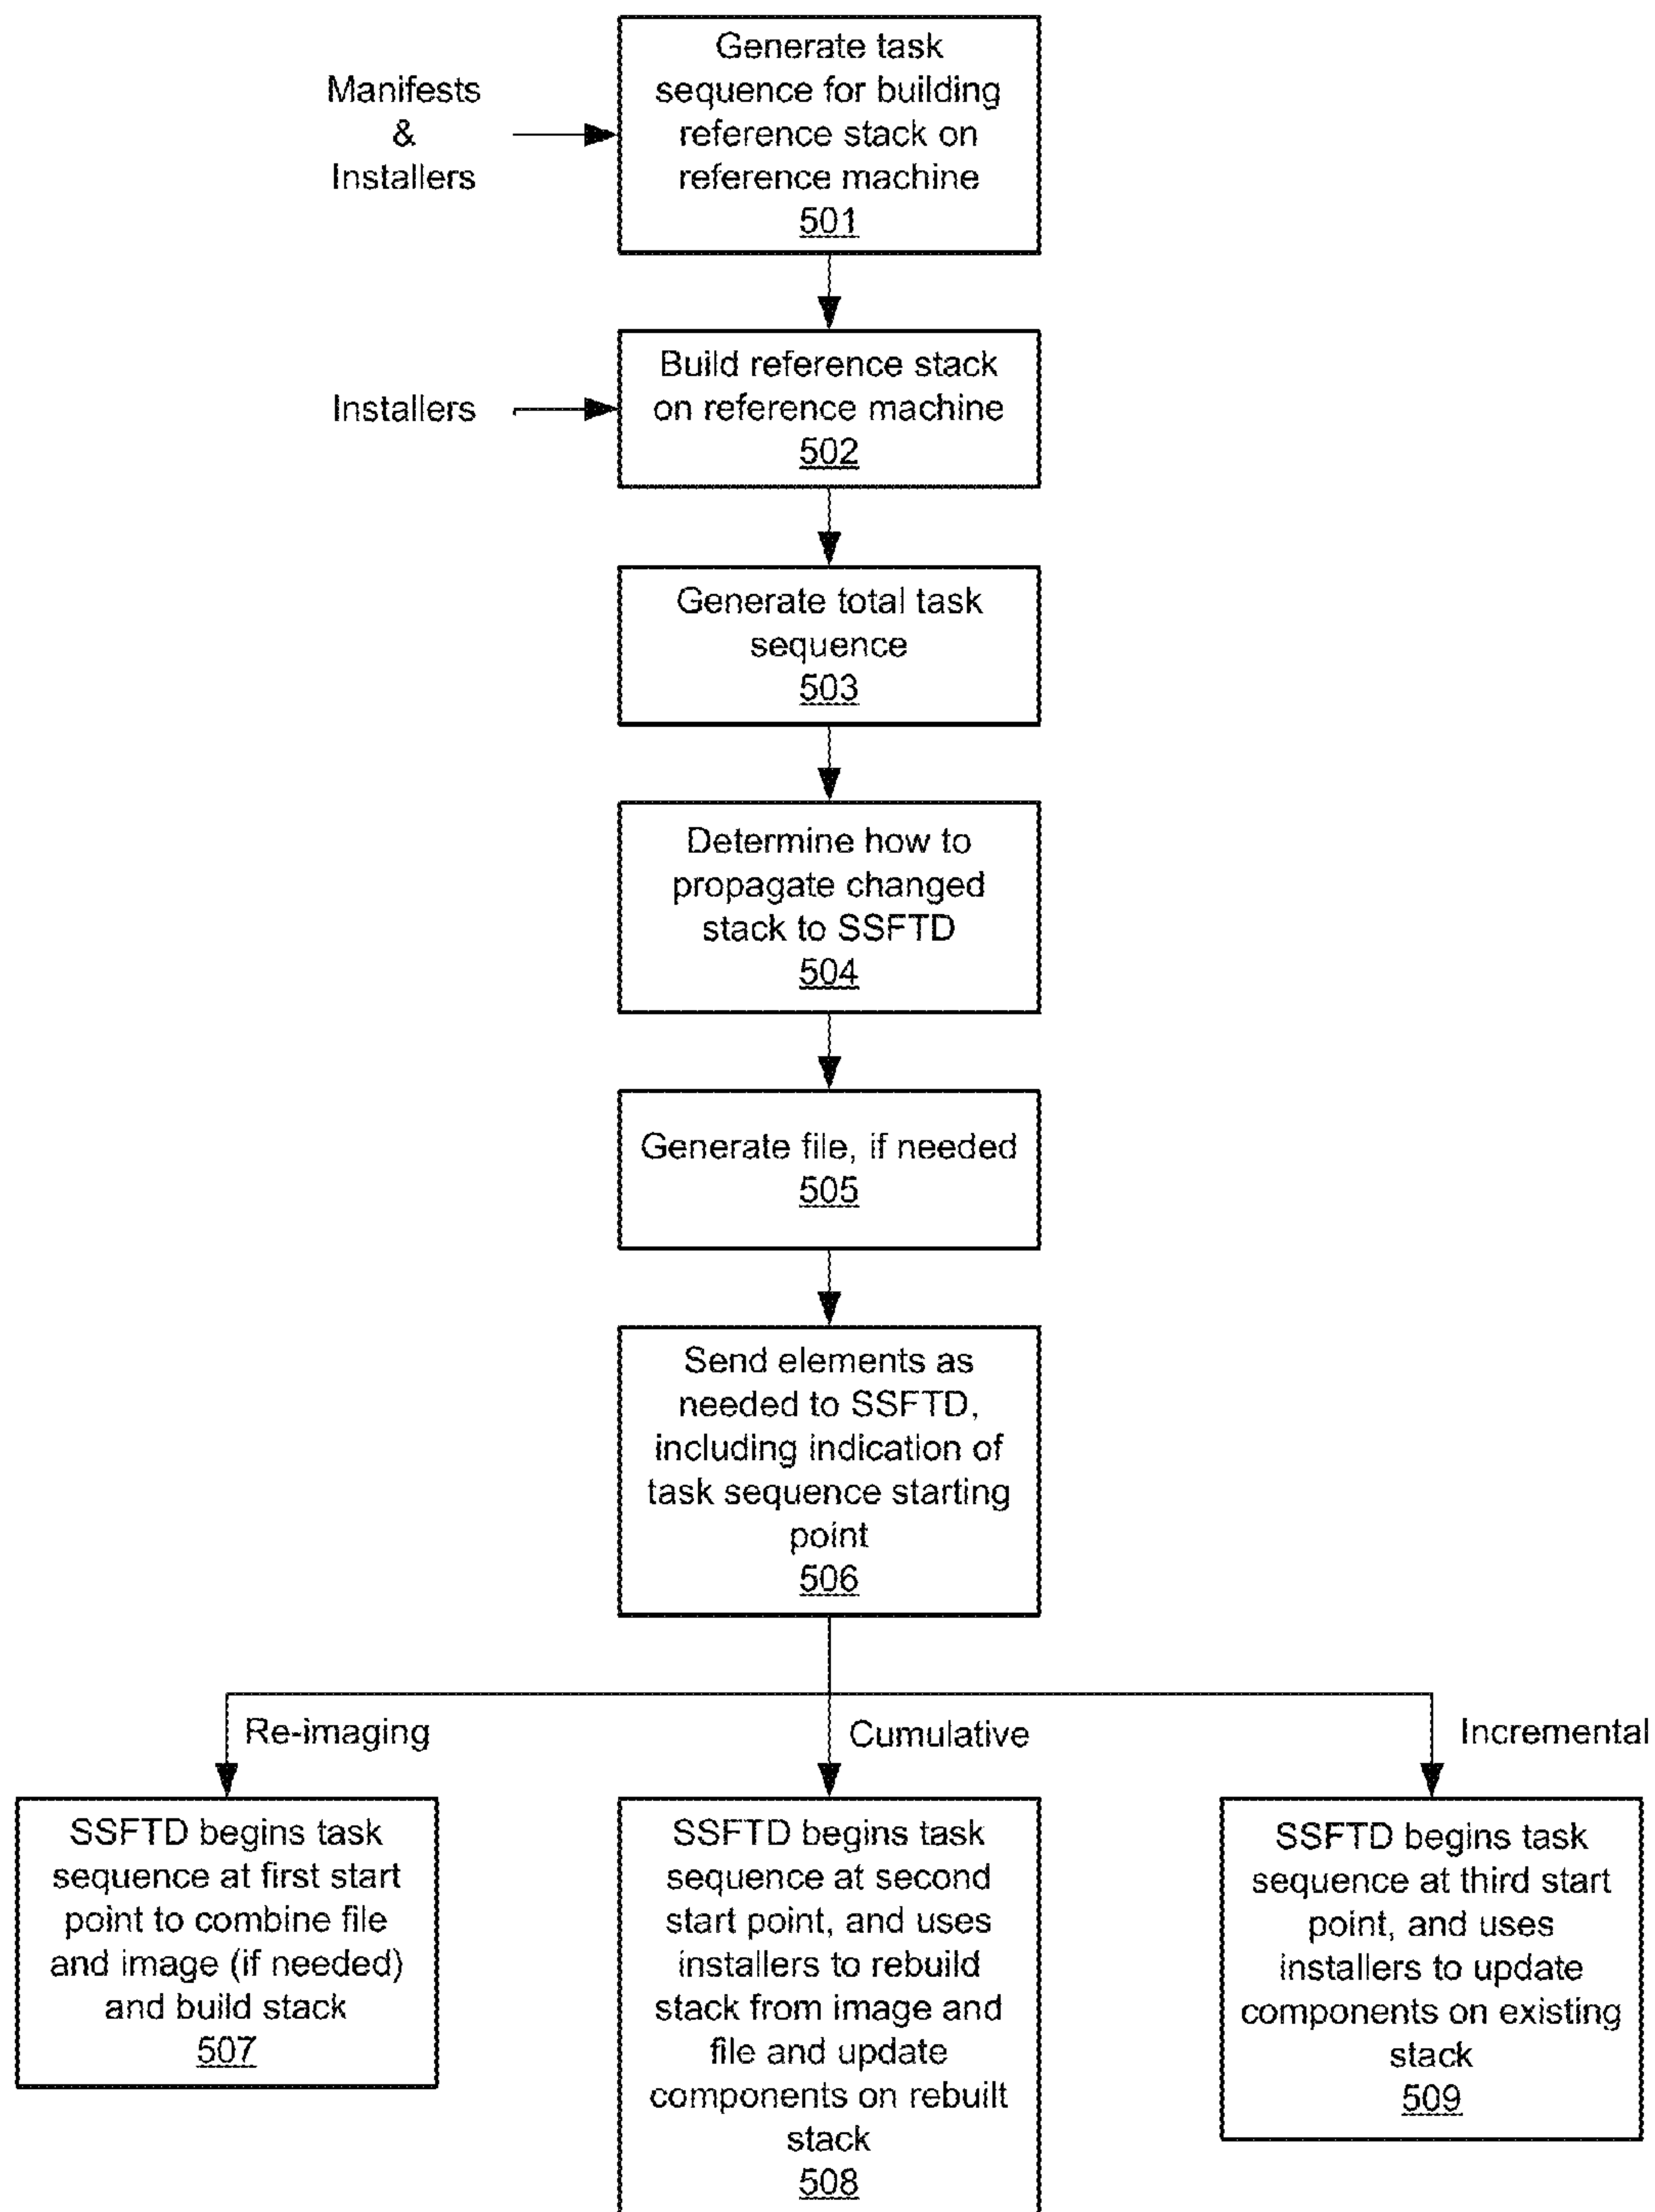 Generate task
sequence for building
reference stack on
reference machine
501
Manifests
&
Installers
Build reference stack
on reference machine
502
Installers
Generate total task
sequence
503
Determine how to
propagate changed
stack to SSFTD
504
Generate file, if needed
505
Send elements as
needed to SSFTD,
including indication of
task sequence starting
point
506
Re-imaging
Cumulative
Incremental
SSFTD begins task
sequence at first start
point to combine file
and image (if needed)
and build stack
507
SSFTD begins task
sequence at second
start point, and uses
installers to rebuild
stack from image and
file and update
components on rebuilt
stack
508
SSFTD begins task
sequence at third start
point, and uses
installers to update
components on existing
stack
509